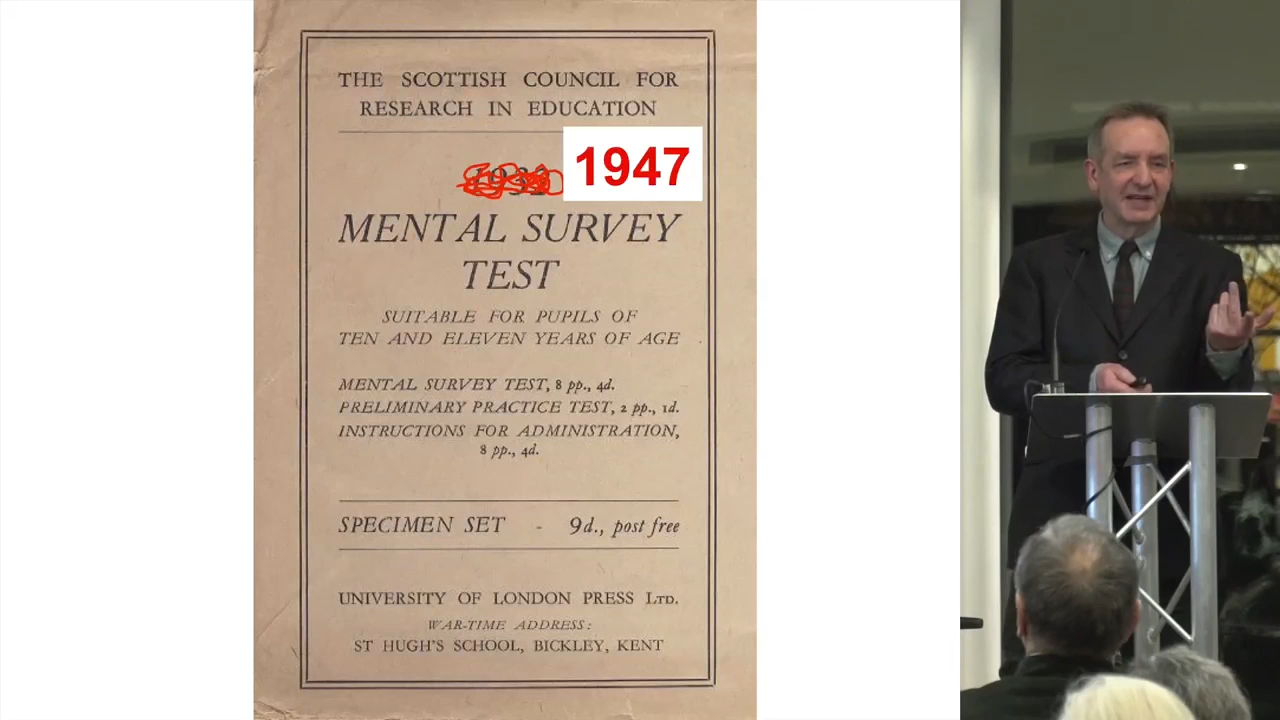 THE SCOTTISH COUNCIL FOR
RESEARCH IN EDUCATION
1947
MENTAL SURVEY
TEST
SUITABLE FOR PUPILS OF
TEN AND ELEVEN YEARS OF AGE
MENTAL SURVEY TEST, 8 pp., 4d.
PRELIMINARY PRACTICE TEST, 2 pp., 1d.
INSTRUCTIONS FOR ADMINISTRATION,
8 pp., 4d.
SPECIMEN SET - 9d., post free
UNIVERSITY OF LONDON PRESS LTD.
WAR-TIME ADDRESS:
ST HUGH'S SCHOOL, BICKLEY, KENT